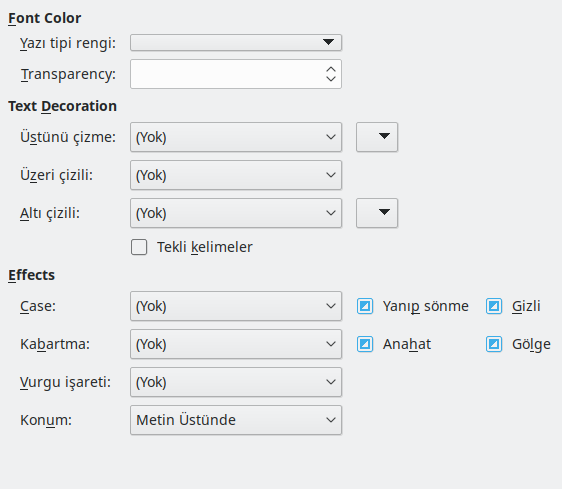 Font Color
Yazı tipi rengi:
Transparency:
Text Decoration
Üstünü çizme: (Yok)
Üzeri çizili: (Yok)
Altı çizili: (Yok)
Tekli kelimeler
Effects
Case: (Yok) Yanıp sönme Gizli
Kabartma: (Yok) Anahat Gölge
Vurgu işareti: (Yok)
Konum: Metin Üstünde